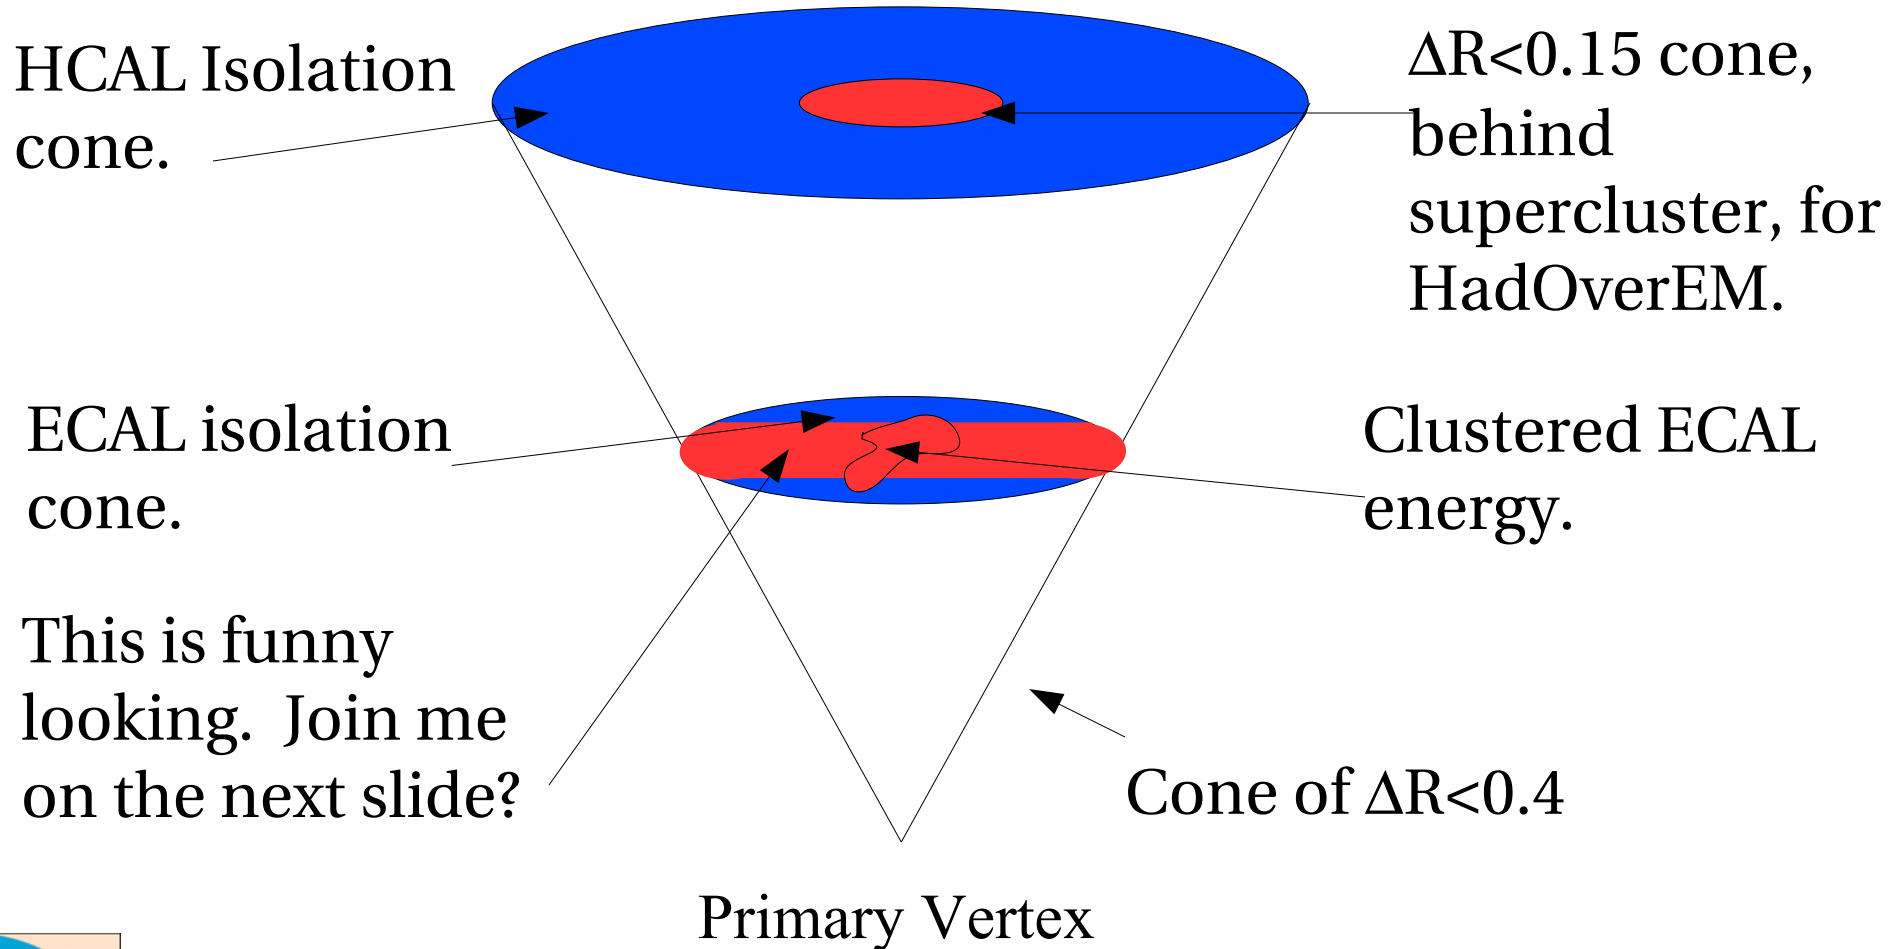 HCAL Isolation
cone.
ΔR<0.15 cone,
behind
supercluster, for
HadOverEM.
ECAL isolation
cone.
Clustered ECAL
energy.
This is funny
looking.  Join me
on the next slide?
Cone of ΔR<0.4
Primary Vertex